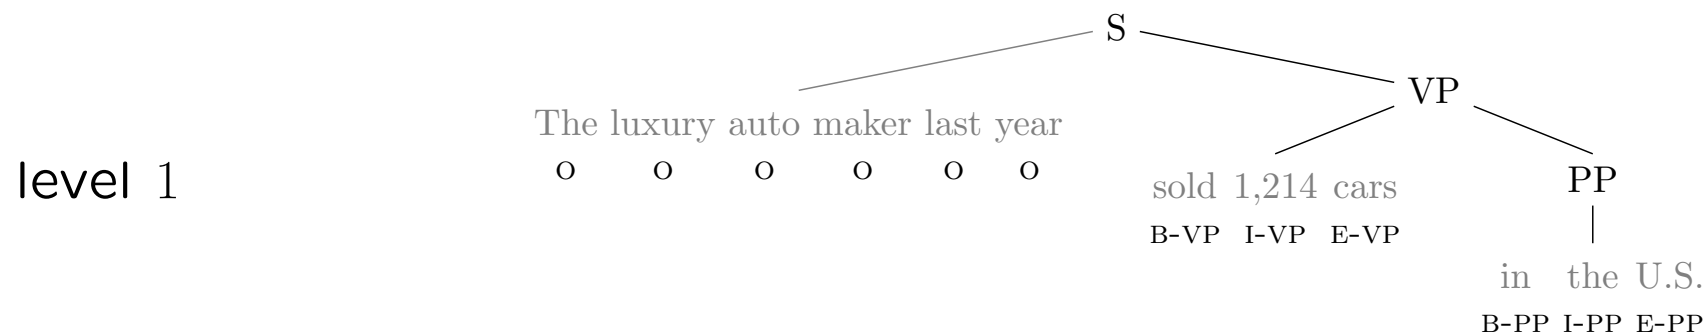 S
VP
The luxury auto maker last year
O O O O O O
level 1
sold 1,214 cars
PP
B-VP I-VP E-VP
in the U.S.
B-PP I-PP E-PP